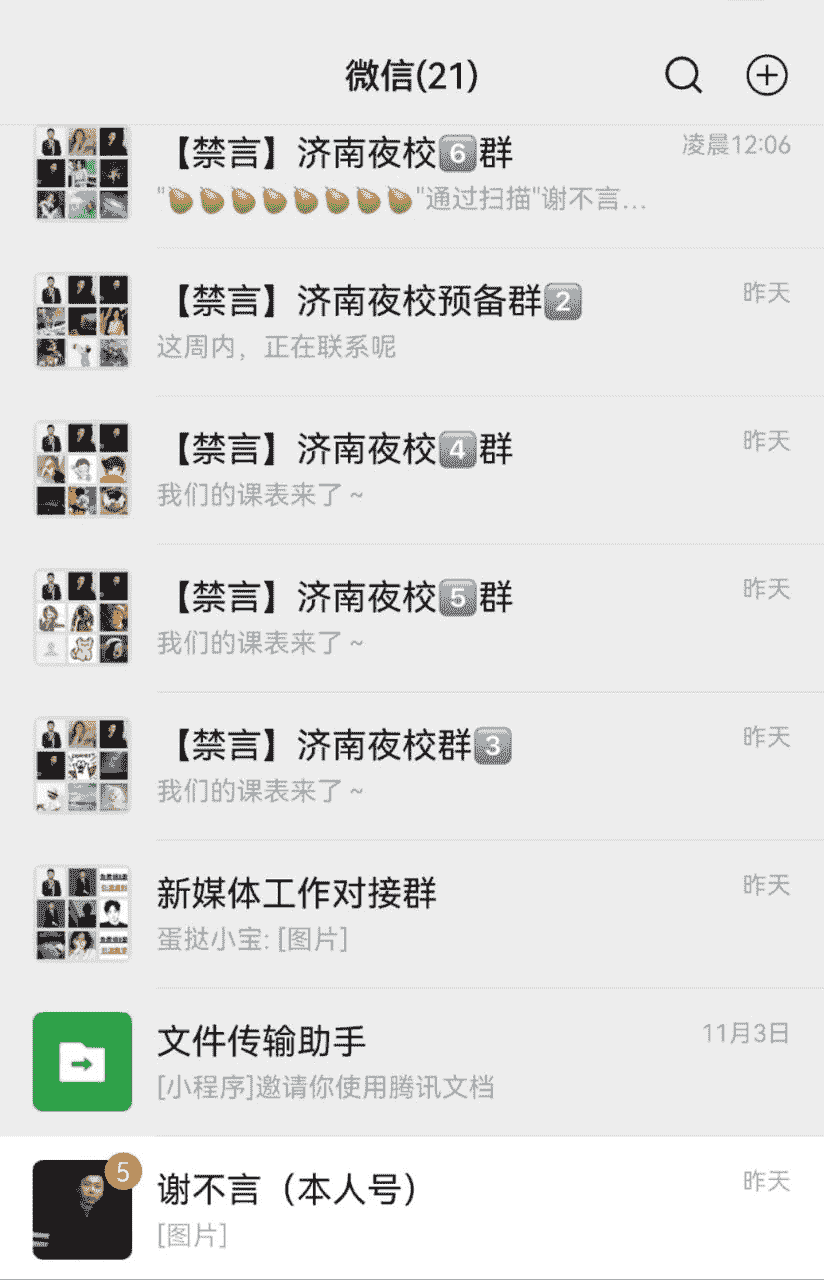 微信(21)
【禁言】济南夜校6️⃣群
凌晨12:06
"🍐🍐🍐🍐🍐🍐🍐🍐"通过扫描"谢不言...
【禁言】济南夜校预备群2️⃣
昨天
这周内，正在联系呢
【禁言】济南夜校4️⃣群
昨天
我们的课表来了~
【禁言】济南夜校5️⃣群
昨天
我们的课表来了~
【禁言】济南夜校群3️⃣
昨天
我们的课表来了~
新媒体工作对接群
昨天
蛋挞小宝: [图片]
文件传输助手
11月3日
[小程序]邀请你使用腾讯文档
5
谢不言（本人号）
昨天
[图片]